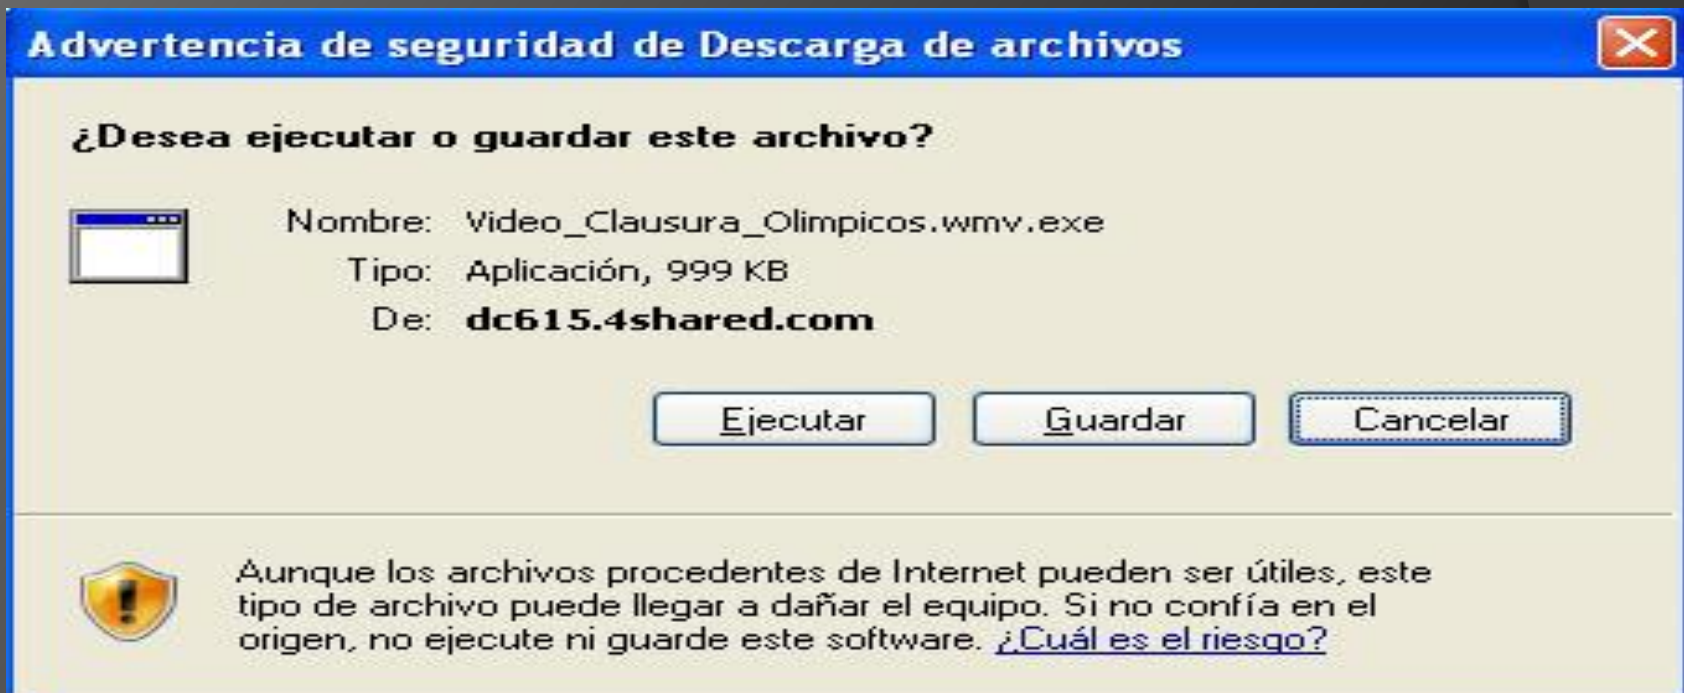 Advertencia de seguridad de Descarga de archivos
¿Desea ejecutar o guardar este archivo?
Nombre: Video_Clausura_Olimpicos.wmv.exe
Tipo: Aplicación, 999 KB
De: dc615.4shared.com
Ejecutar Guardar Cancelar
Aunque los archivos procedentes de Internet pueden ser útiles, este
tipo de archivo puede llegar a dañar el equipo. Si no confía en el
origen, no ejecute ni guarde este software. ¿Cuál es el riesgo?